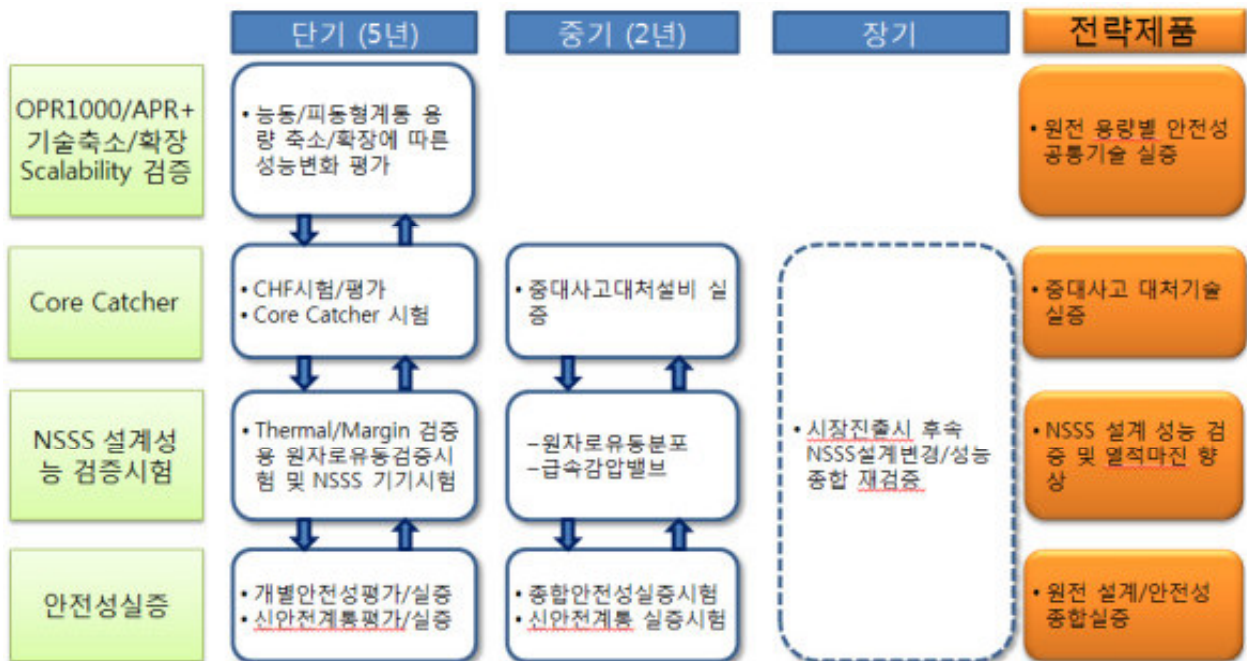 단기 (5년)
중기 (2년)
장기
전략제품
OPR1000/APR+
기술축소/확장
Scalability 검증
• 능동/피동형계통 용
량 축소/확장에 따른
성능변화 평가
• 원전 용량별 안전성
공통기술 실증
Core Catcher
• CHF시험/평가
• Core Catcher 시험
• 중대사고대처설비 실
증
• 중대사고 대처기술
실증
NSSS 설계성
능 검증시험
• Thermal/Margin 검증
용 원자로유동검증시
험 및 NSSS 기기시험
–원자로유동분포
–급속감압밸브
• 시장진출시 후속
NSSS설계변경/성능
종합 재검증
• NSSS 설계 성능 검
증 및 열적마진 향
상
안전성실증
• 개별안전성평가/실증
• 신안전계통평가/실증
• 종합안전성실증시험
• 신안전계통 실증시험
• 원전 설계/안전성
종합실증